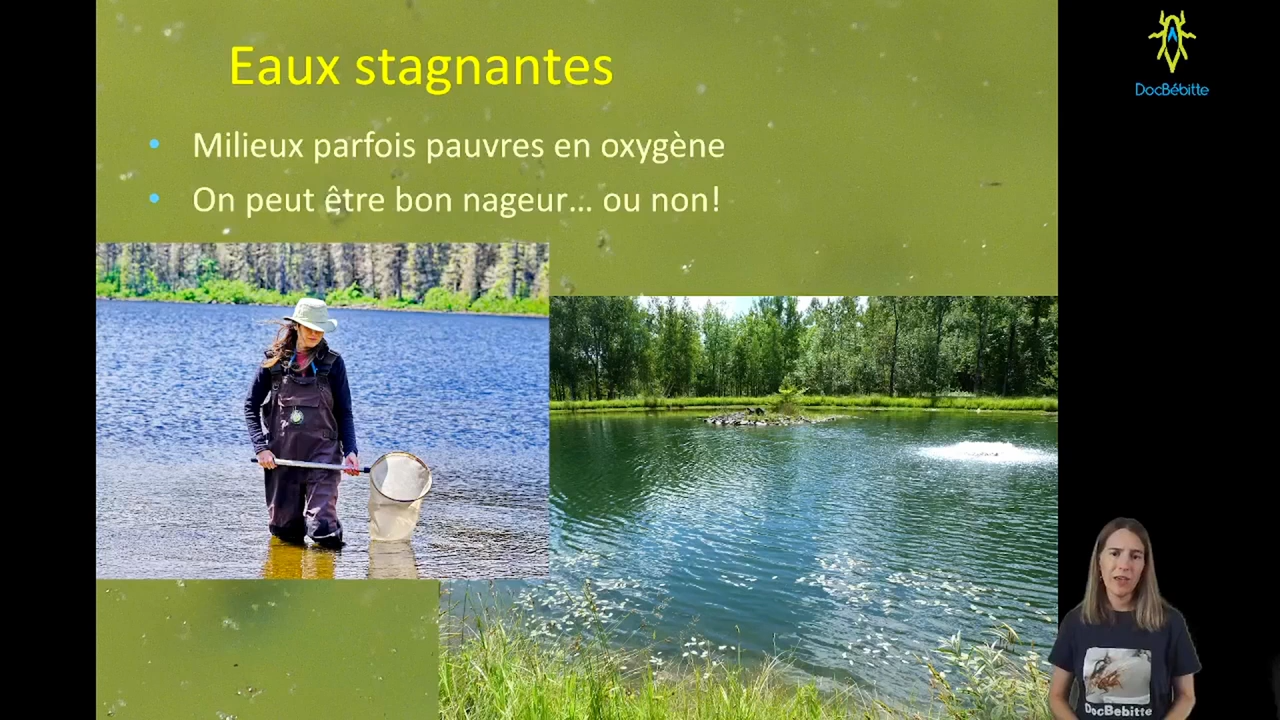 Eaux stagnantes
DocBébitte
Milieux parfois pauvres en oxygène
On peut être bon nageur... ou non!
DocBebitte